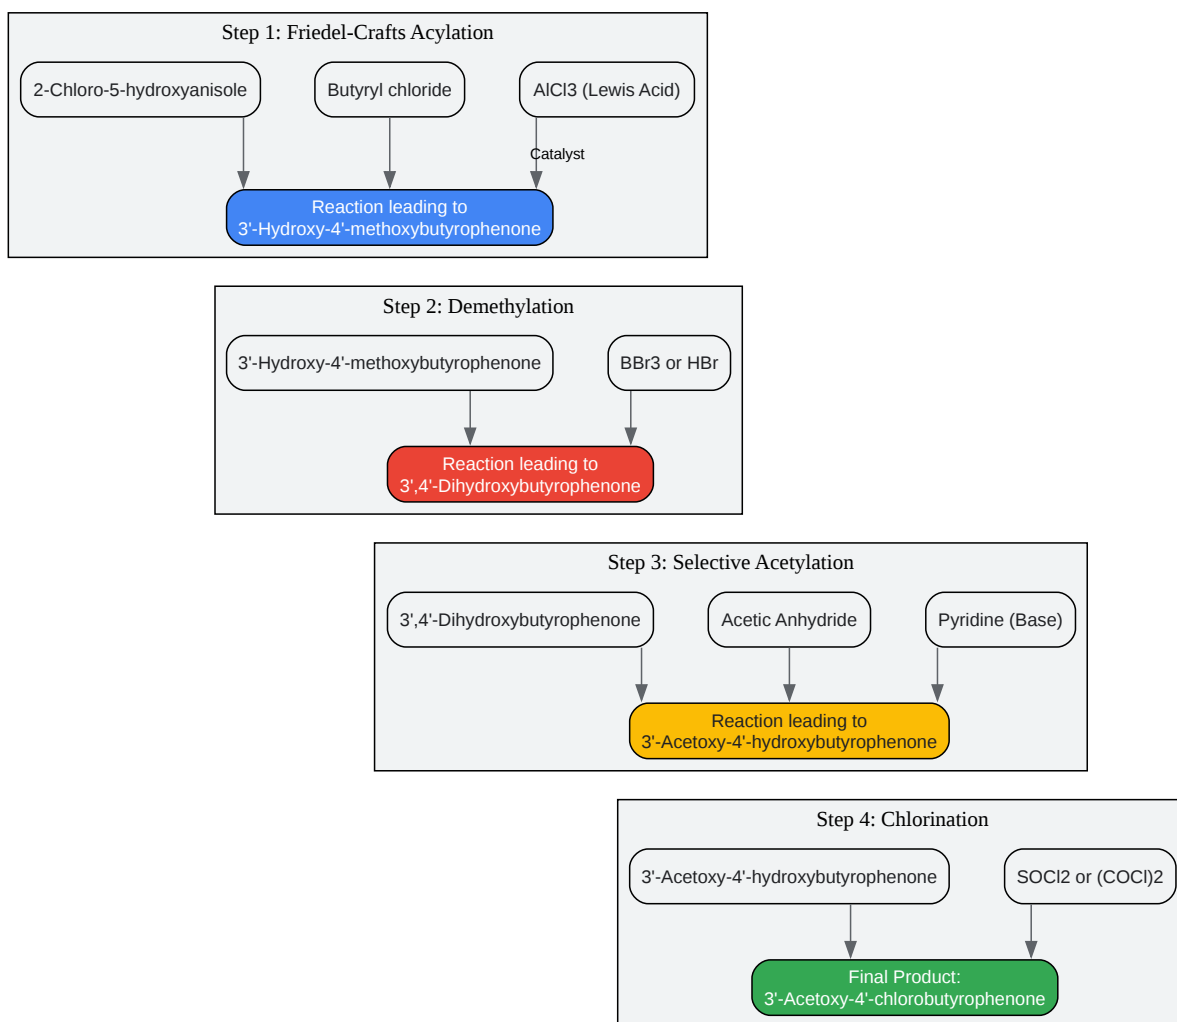 Step 1: Friedel-Crafts Acylation
2-Chloro-5-hydroxyanisole
Butyryl chloride
AlCl3 (Lewis Acid)
Catalyst
Reaction leading to
3'-Hydroxy-4'-methoxybutyrophenone
Step 2: Demethylation
3'-Hydroxy-4'-methoxybutyrophenone
BBr3 or HBr
Reaction leading to
3',4'-Dihydroxybutyrophenone
Step 3: Selective Acetylation
3',4'-Dihydroxybutyrophenone
Acetic Anhydride
Pyridine (Base)
Reaction leading to
3'-Acetoxy-4'-hydroxybutyrophenone
Step 4: Chlorination
3'-Acetoxy-4'-hydroxybutyrophenone
SOCl2 or (COCl)2
Final Product:
3'-Acetoxy-4'-chlorobutyrophenone